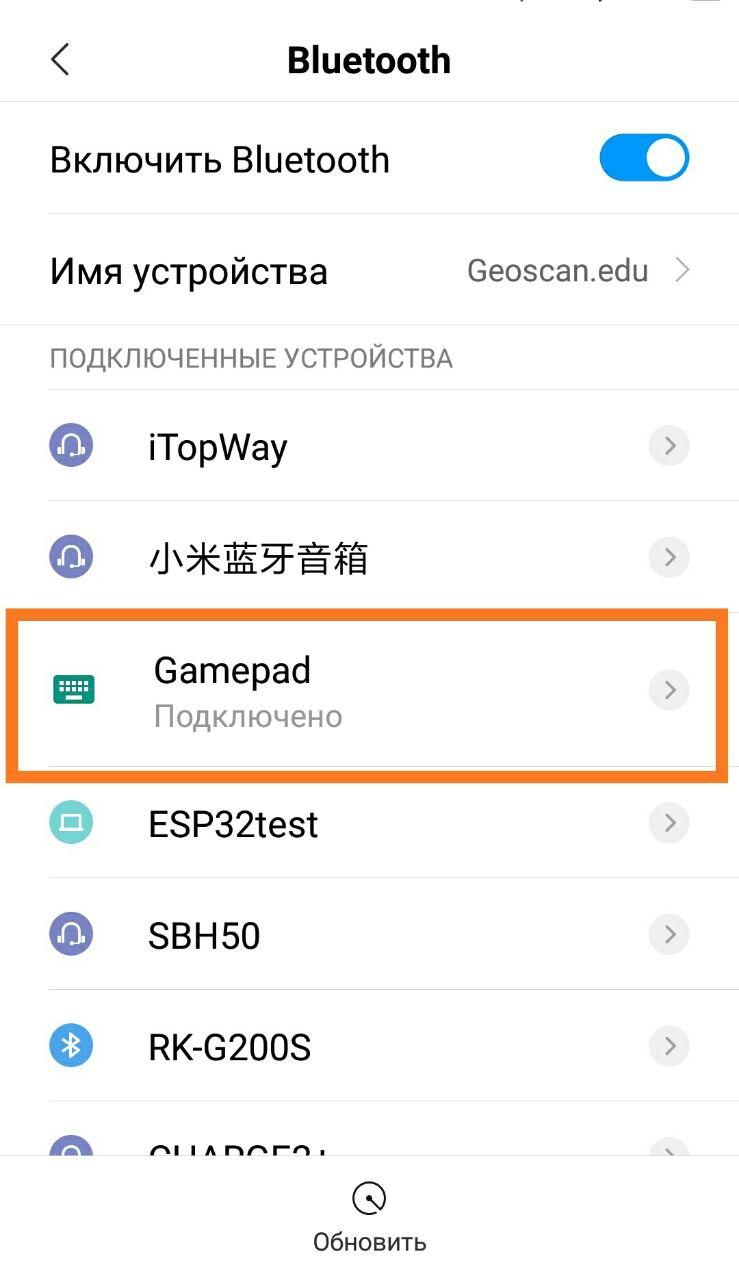 Bluetooth
Включить Bluetooth
Имя устройства Geoscan.edu
ПОДКЛЮЧЕННЫЕ УСТРОЙСТВА
iTopWay
小米蓝牙音箱
Gamepad
Подключено
ESP32test
SBH50
RK-G200S
Обновить